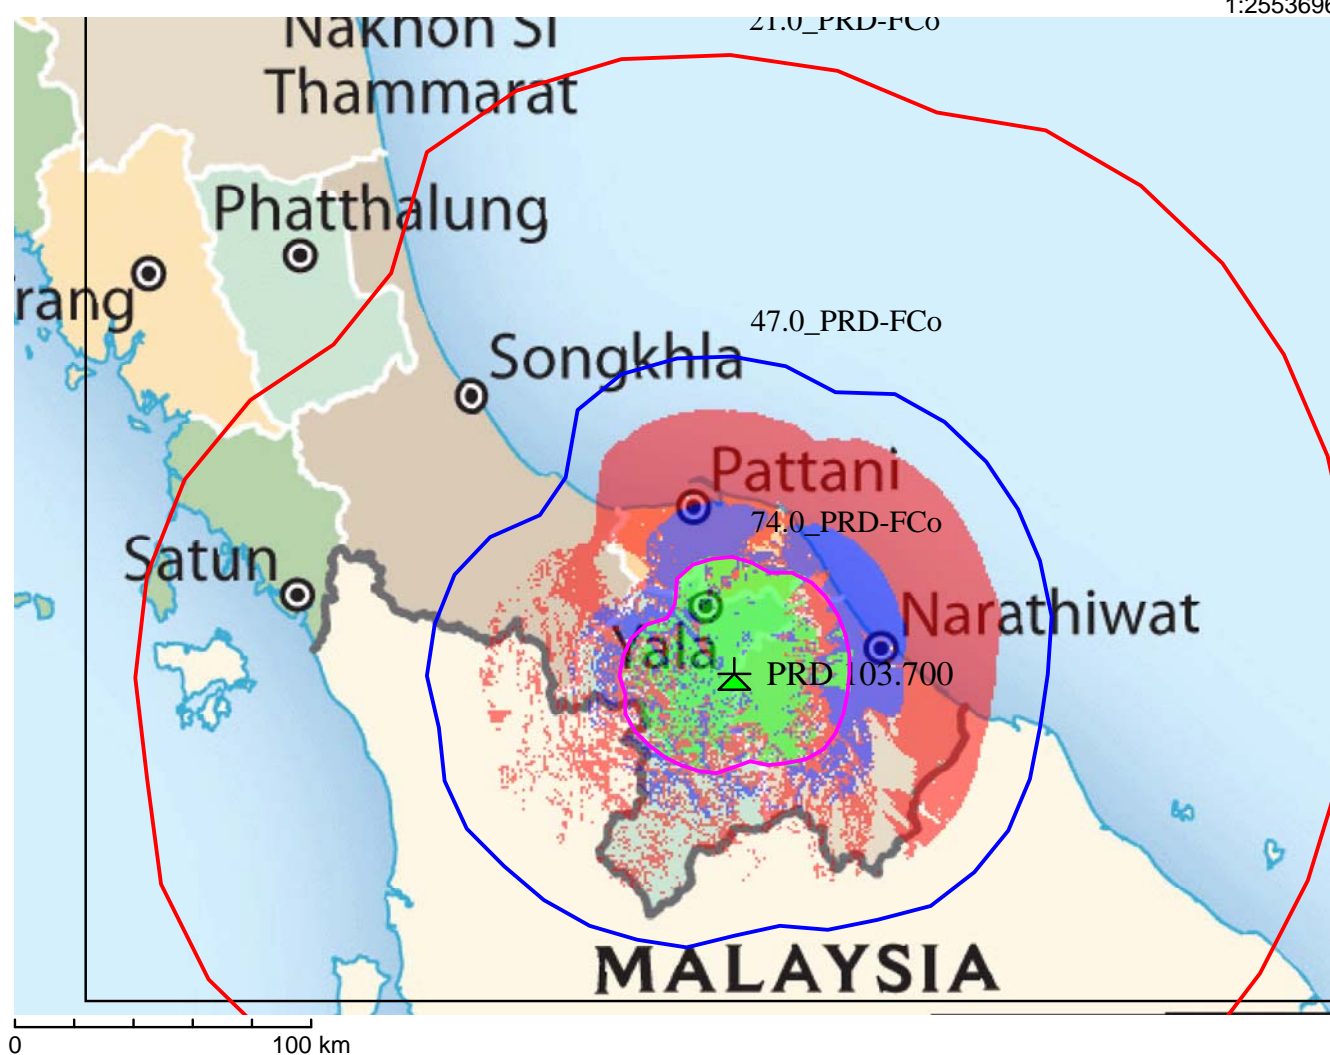 1:2553696
Nakhon Si
Thammarat
21.0_PRD-FCo
Phatthalung
rang
47.0_PRD-FCo
Songkhla
Pattani
74.0_PRD-FCo
Satun
Narathiwat
Yala
PRD 103.700
MALAYSIA
0
100 km